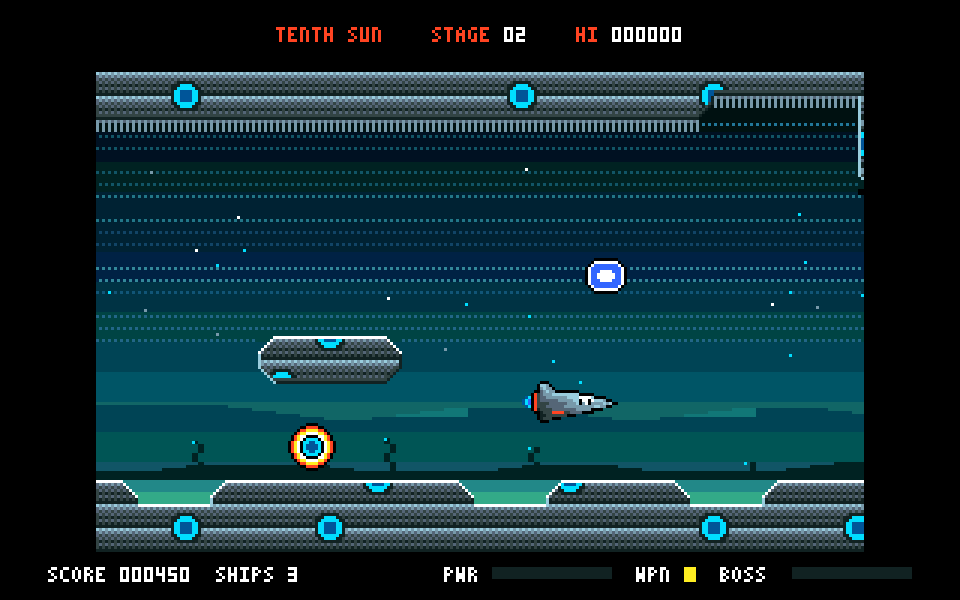 TENTH SUN STAGE 02 HI 000000
SCORE 000450 SHIPS 3 PWR WPN BOSS